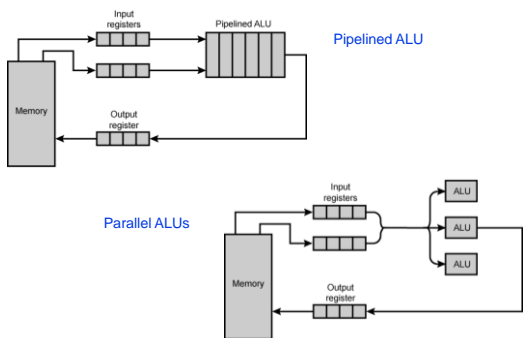 Input
registers
Pipelined ALU
Pipelined ALU
Memory
Output
register
Parallel ALUs
Input
registers
ALU
ALU
ALU
Memory
Output
register